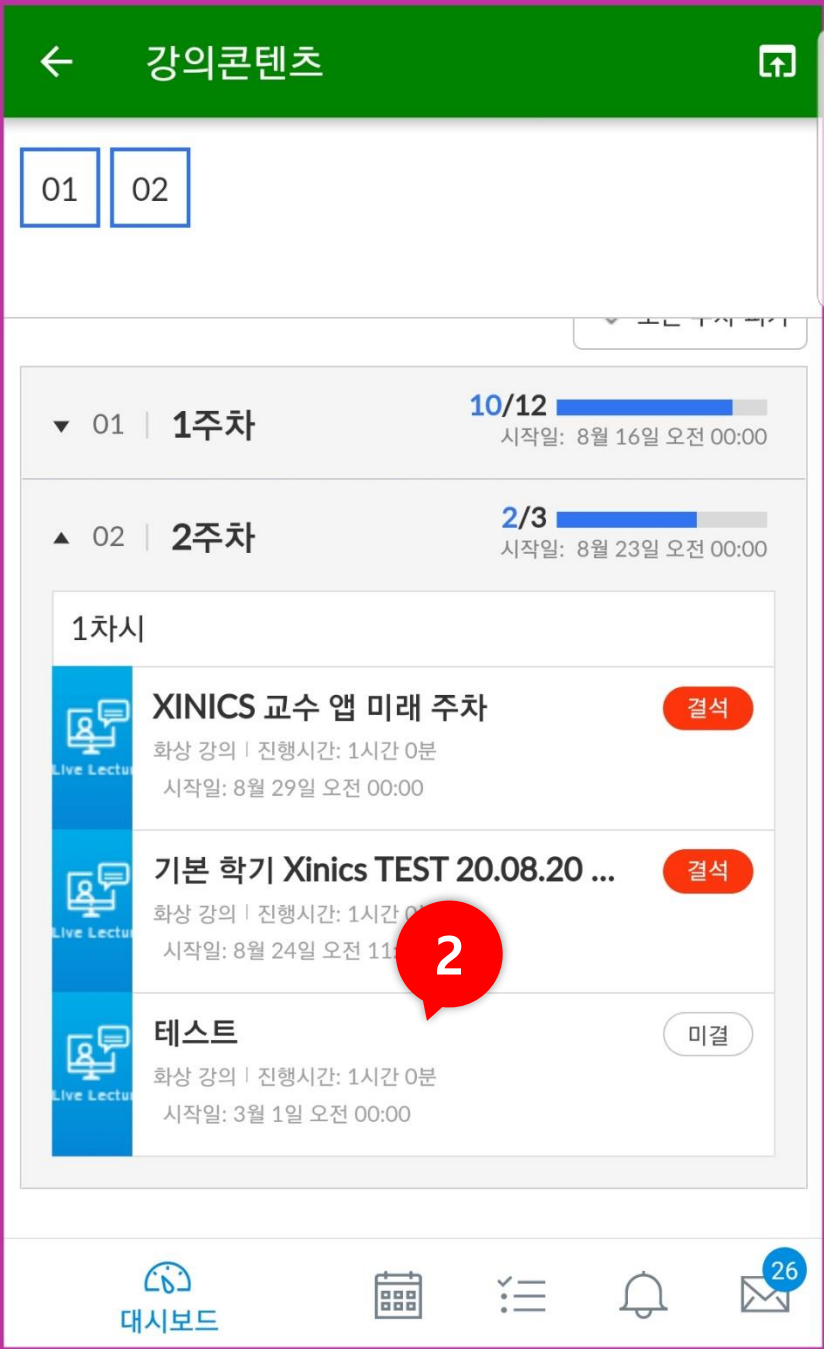 강의콘텐츠
01 02
01 | 1주차 10/12
시작일: 8월 16일 오전 00:00
02 | 2주차 2/3
시작일: 8월 23일 오전 00:00
1차시
XINICS 교수 앱 미래 주차 결석
화상 강의 | 진행시간: 1시간 0분
Live Lectu
시작일: 8월 29일 오전 00:00
기본 학기 Xinics TEST 20.08.20 ... 결석
화상 강의 | 진행시간: 1시간
Live Lectu
시작일: 8월 24일 오전 11
2
테스트 미결
화상 강의 | 진행시간: 1시간 0분
Live Lectu
시작일: 3월 1일 오전 00:00
26
대시보드